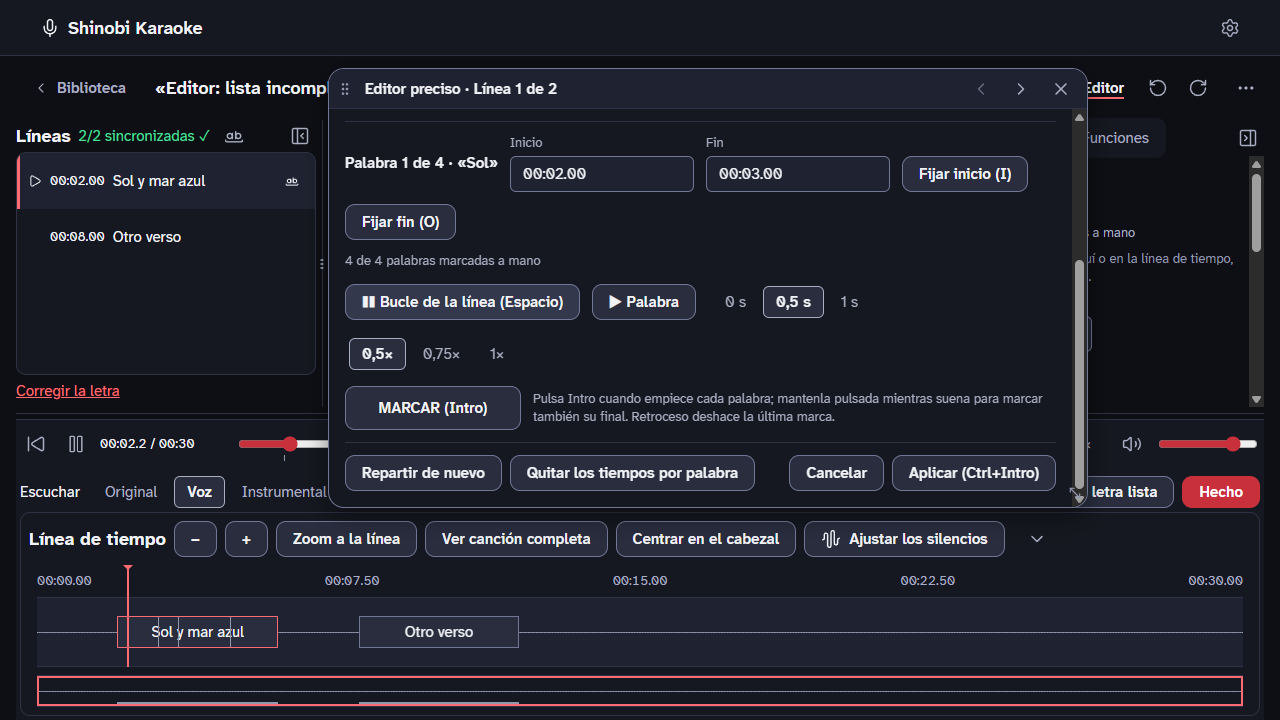 Shinobi Karaoke
Biblioteca
«Editor: lista incomp
Editor
Editor preciso · Línea 1 de 2
Líneas 2/2 sincronizadas ✓ ab
Funciones
00:02.00 Sol y mar azul ab
00:08.00 Otro verso
Corregir la letra
Inicio
Fin
Palabra 1 de 4 · «Sol»
00:02.00
00:03.00
Fijar inicio (I)
Fijar fin (O)
4 de 4 palabras marcadas a mano
Bucle de la línea (Espacio)
Palabra
0 s
0,5 s
1 s
0,5×
0,75×
1×
MARCAR (Intro)
Pulsa Intro cuando empiece cada palabra; mantenla pulsada mientras suena para marcar
también su final. Retroceso deshace la última marca.
Repartir de nuevo
Quitar los tiempos por palabra
Cancelar
Aplicar (Ctrl+Intro)
a mano
o en la línea de tiempo,
00:02.2 / 00:30
Escuchar
Original
Voz
Instrumental
letra lista
Hecho
Línea de tiempo
−
+
Zoom a la línea
Ver canción completa
Centrar en el cabezal
Ajustar los silencios
00:00.00
00:07.50
00:15.00
00:22.50
00:30.00
Sol y mar azul
Otro verso